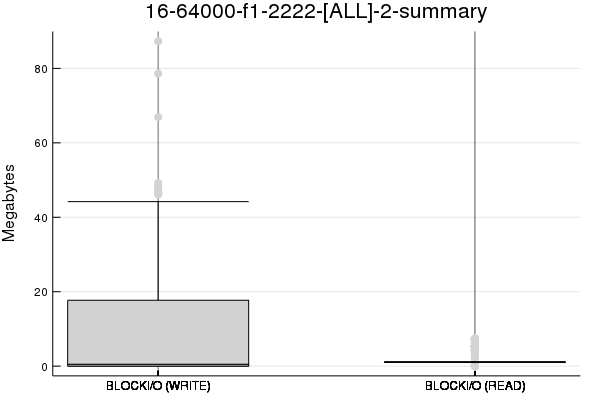 16-64000-f1-2222-[ALL]-2-summary
Megabytes
80
60
40
20
0
BLOCKI/O (WRITE)
BLOCKI/O (READ)